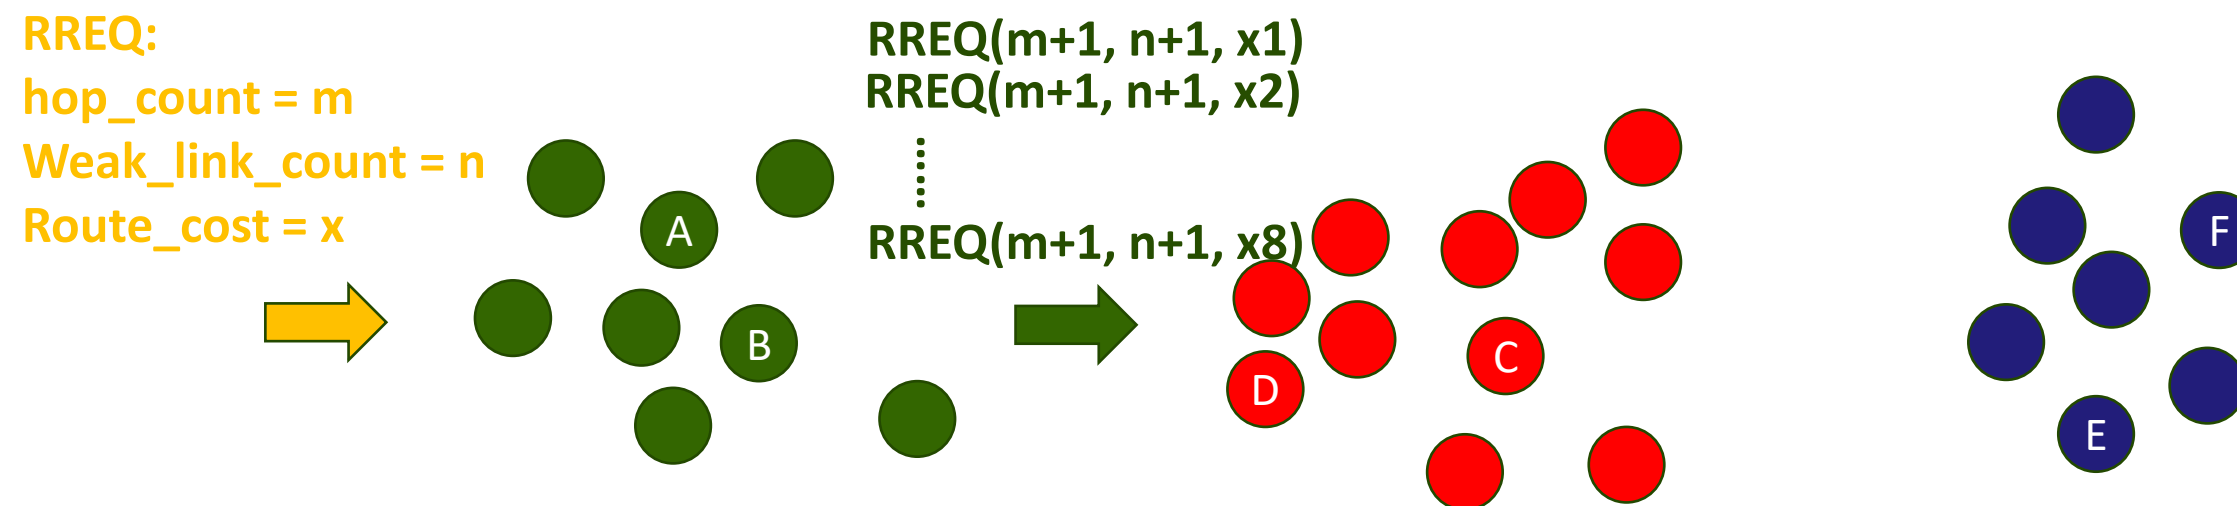 RREQ:
hop_count = m
Weak_link_count = n
Route_cost = x
RREQ(m+1, n+1, x1)
RREQ(m+1, n+1, x2)
RREQ(m+1, n+1, x8)
A
B
C
D
E
F